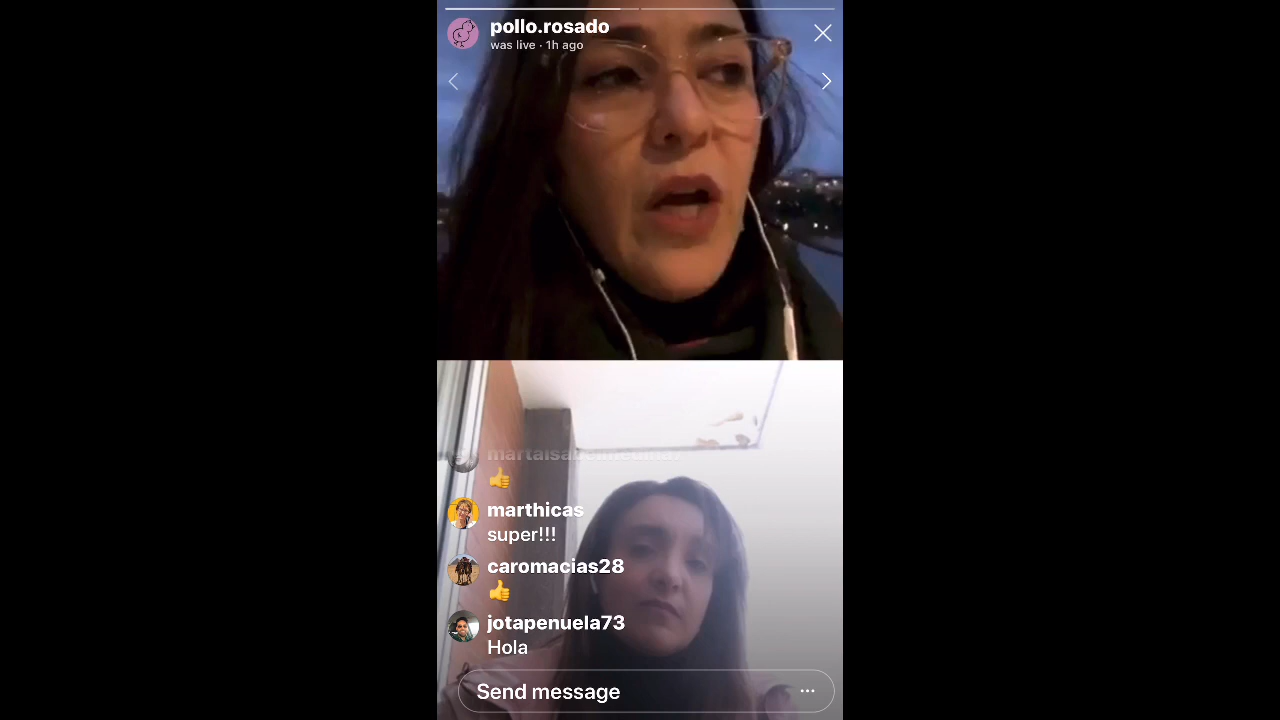 pollo.rosado
was live · 1h ago
marthicas
super!!!
caromacias28
👍
jotapenuela73
Hola
Send message